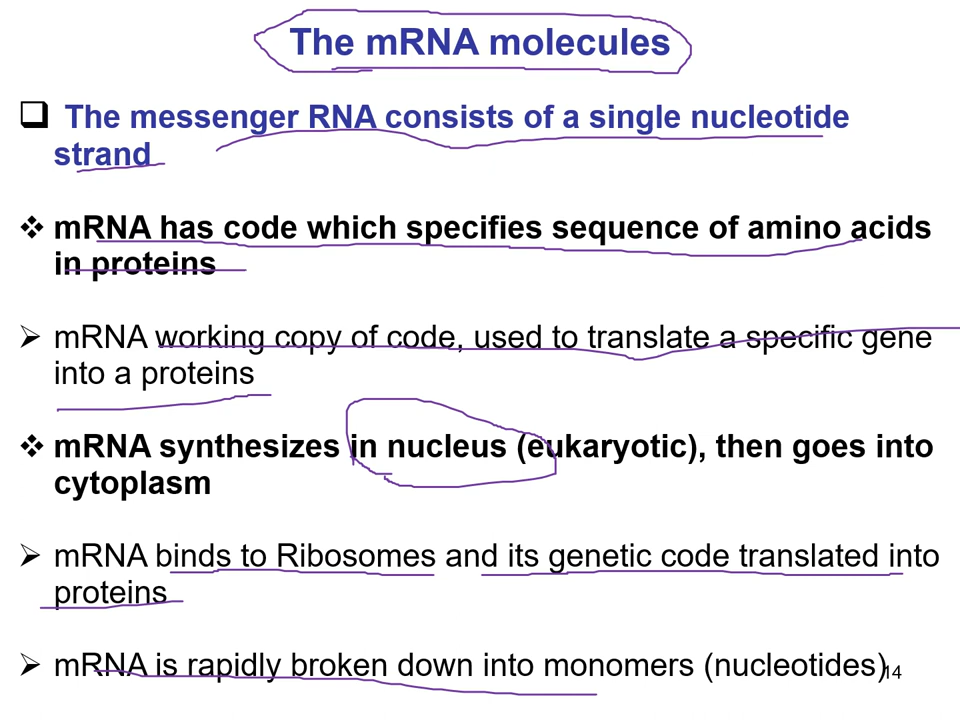 The mRNA molecules
❑ The messenger RNA consists of a single nucleotide
strand
❖ mRNA has code which specifies sequence of amino acids
in proteins
➢ mRNA working copy of code, used to translate a specific gene
into a proteins
❖ mRNA synthesizes in nucleus (eukaryotic), then goes into
cytoplasm
➢ mRNA binds to Ribosomes and its genetic code translated into
proteins
➢ mRNA is rapidly broken down into monomers (nucleotides)
14